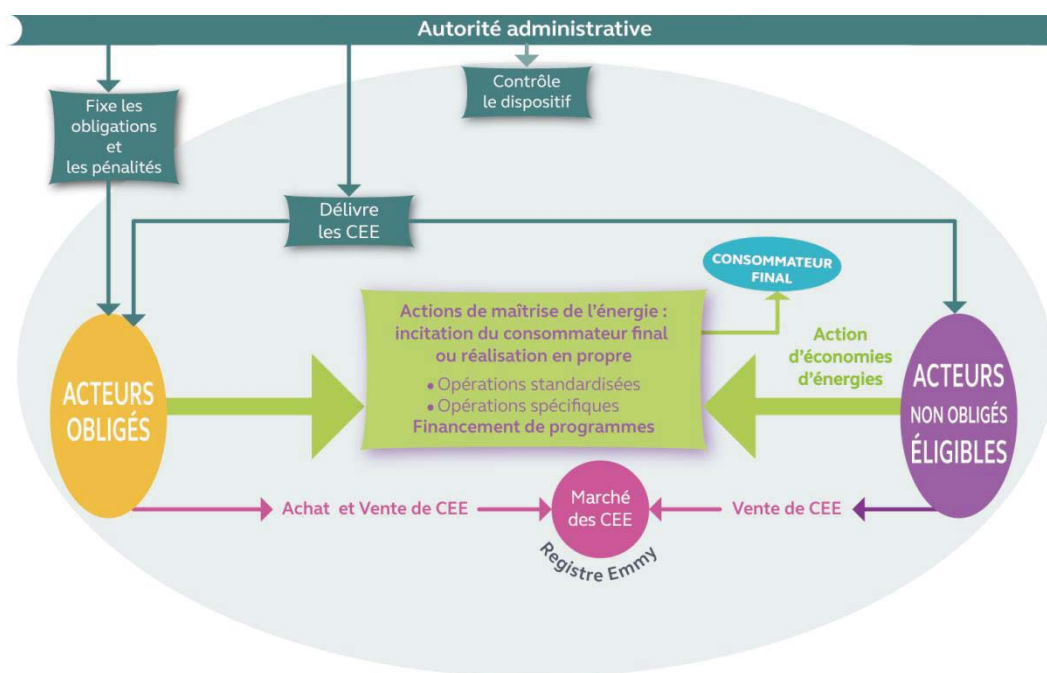 Autorité administrative
Contrôle
le dispositif
Fixe les
obligations
et
les pénalités
Délivre
les CEE
CONSOMMATEUR
FINAL
Actions de maîtrise de l'énergie :
incitation du consommateur final
ou réalisation en propre
• Opérations standardisées
• Opérations spécifiques
Financement de programmes
Action
d'économies
d'énergies
ACTEURS
OBLIGÉS
ACTEURS
NON OBLIGÉS
ÉLIGIBLES
Achat et Vente de CEE
Marché
des CEE
Vente de CEE
Registre Emmy